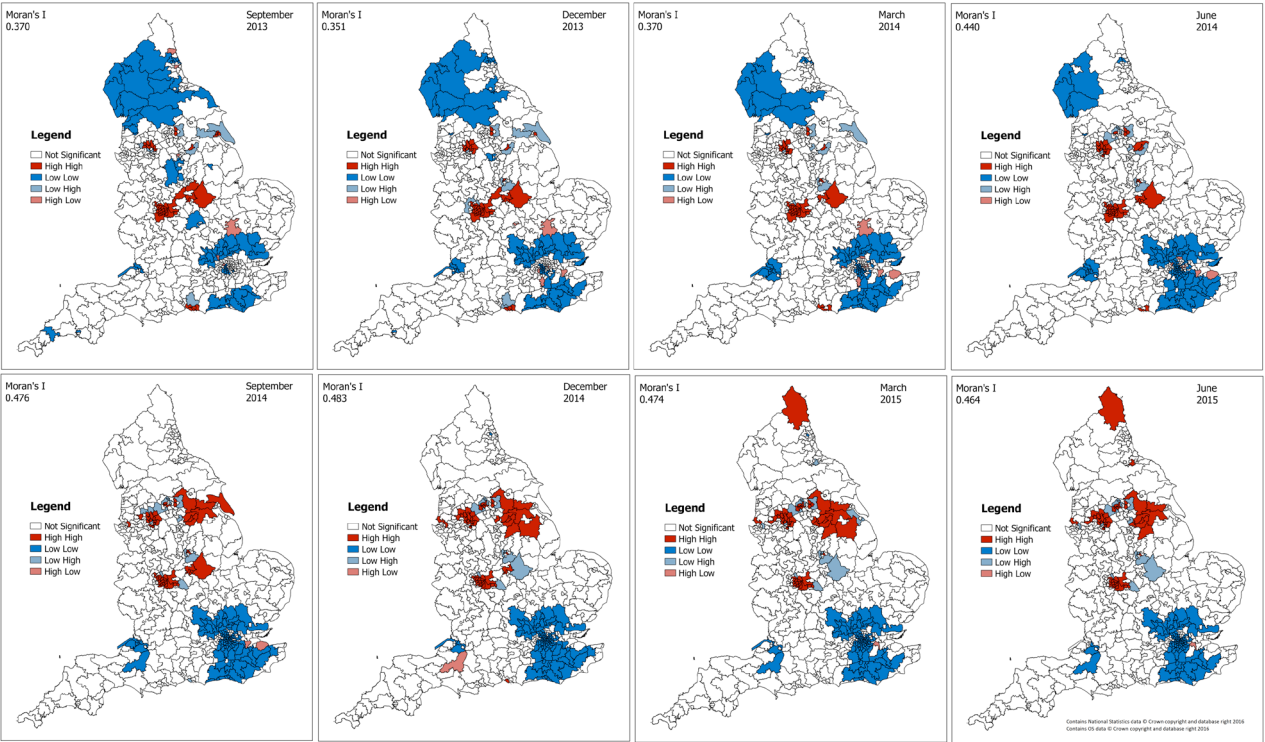 Moran's I
0.370
September
2013
Legend
Not Significant
High High
Low Low
Low High
High Low
Moran's I
0.351
December
2013
Legend
Not Significant
High High
Low Low
Low High
High Low
Moran's I
0.370
March
2014
Legend
Not Significant
High High
Low Low
Low High
High Low
Moran's I
0.440
June
2014
Legend
Not Significant
High High
Low Low
Low High
High Low
Moran's I
0.476
September
2014
Legend
Not Significant
High High
Low Low
Low High
High Low
Moran's I
0.483
December
2014
Legend
Not Significant
High High
Low Low
Low High
High Low
Moran's I
0.474
March
2015
Legend
Not Significant
High High
Low Low
Low High
High Low
Moran's I
0.464
June
2015
Legend
Not Significant
High High
Low Low
Low High
High Low
Contains National Statistics data © Crown copyright and database right 2016
Contains OS data © Crown copyright and database right 2016